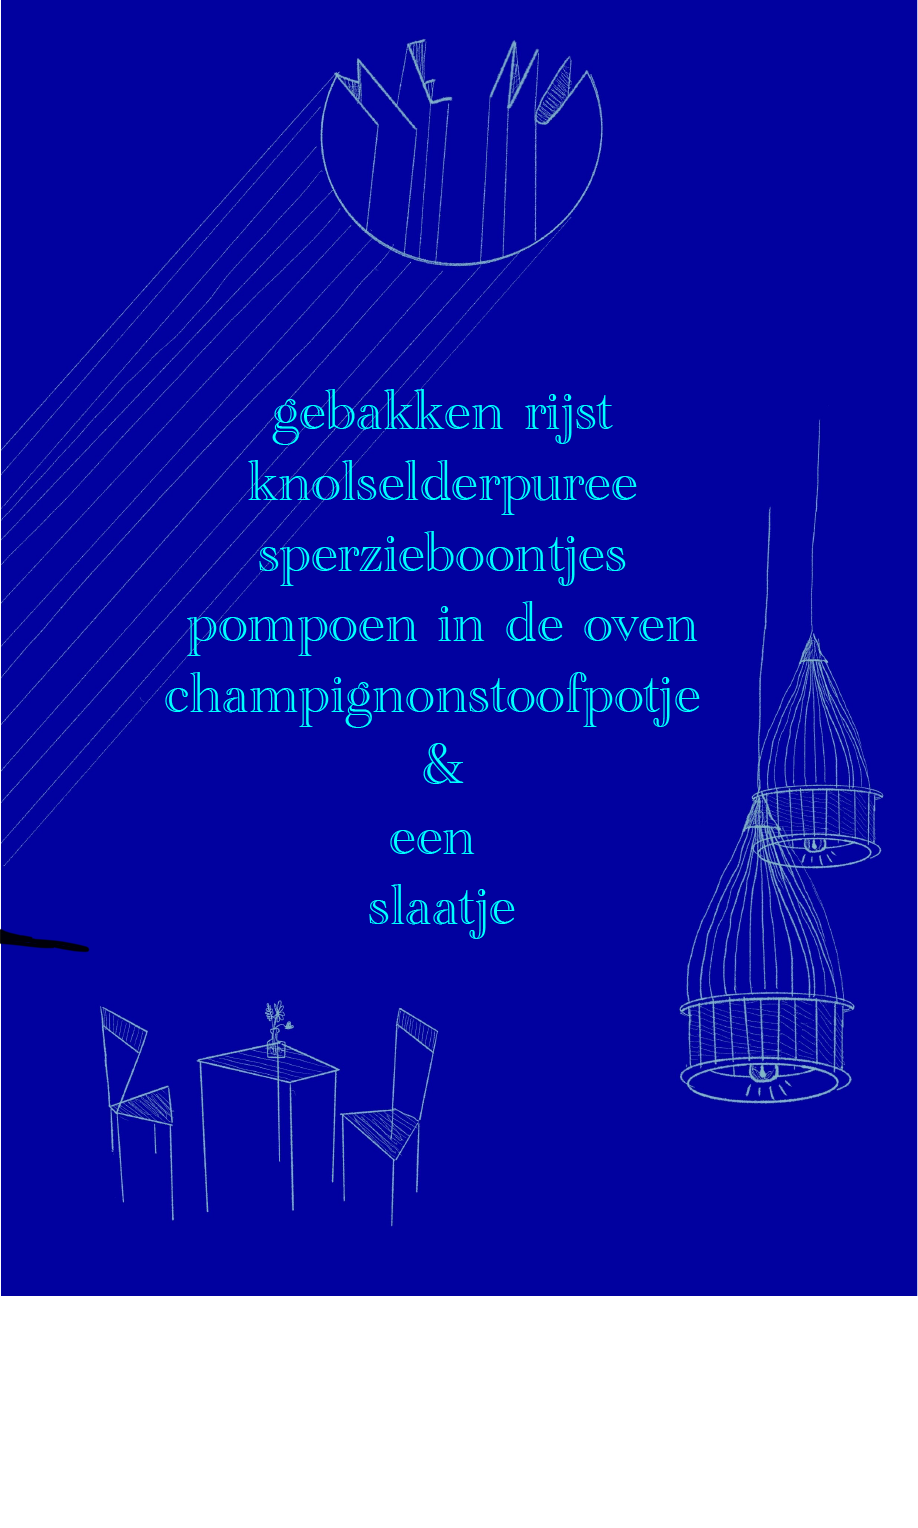 gebakken rijst
knolselderpuree
sperzieboontjes
pompoen in de oven
champignonstoofpotje
&
een
slaatje